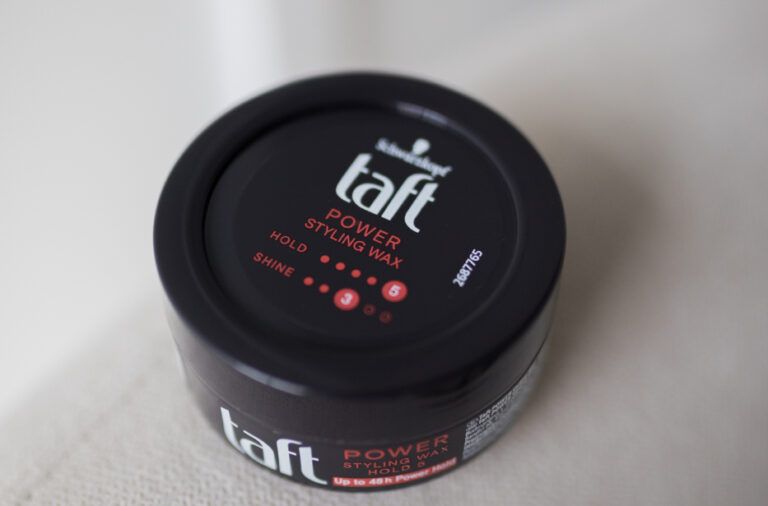 Schwarzkopf
taft
POWER
STYLING WAX
HOLD 5
SHINE 3
2687765
taft
POWER
STYLING WAX
HOLD 5
Up to 48h Power Hold